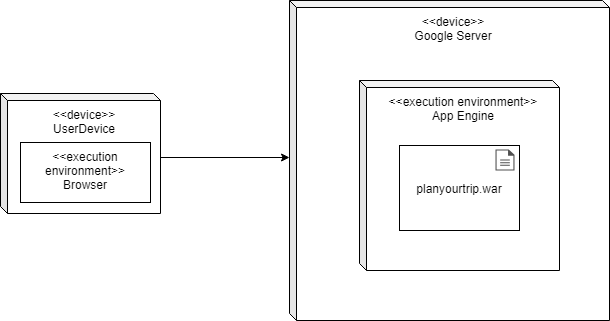 <<device>>
UserDevice
<<execution
environment>>
Browser
<<device>>
Google Server
<<execution environment>>
App Engine
planyourtrip.war